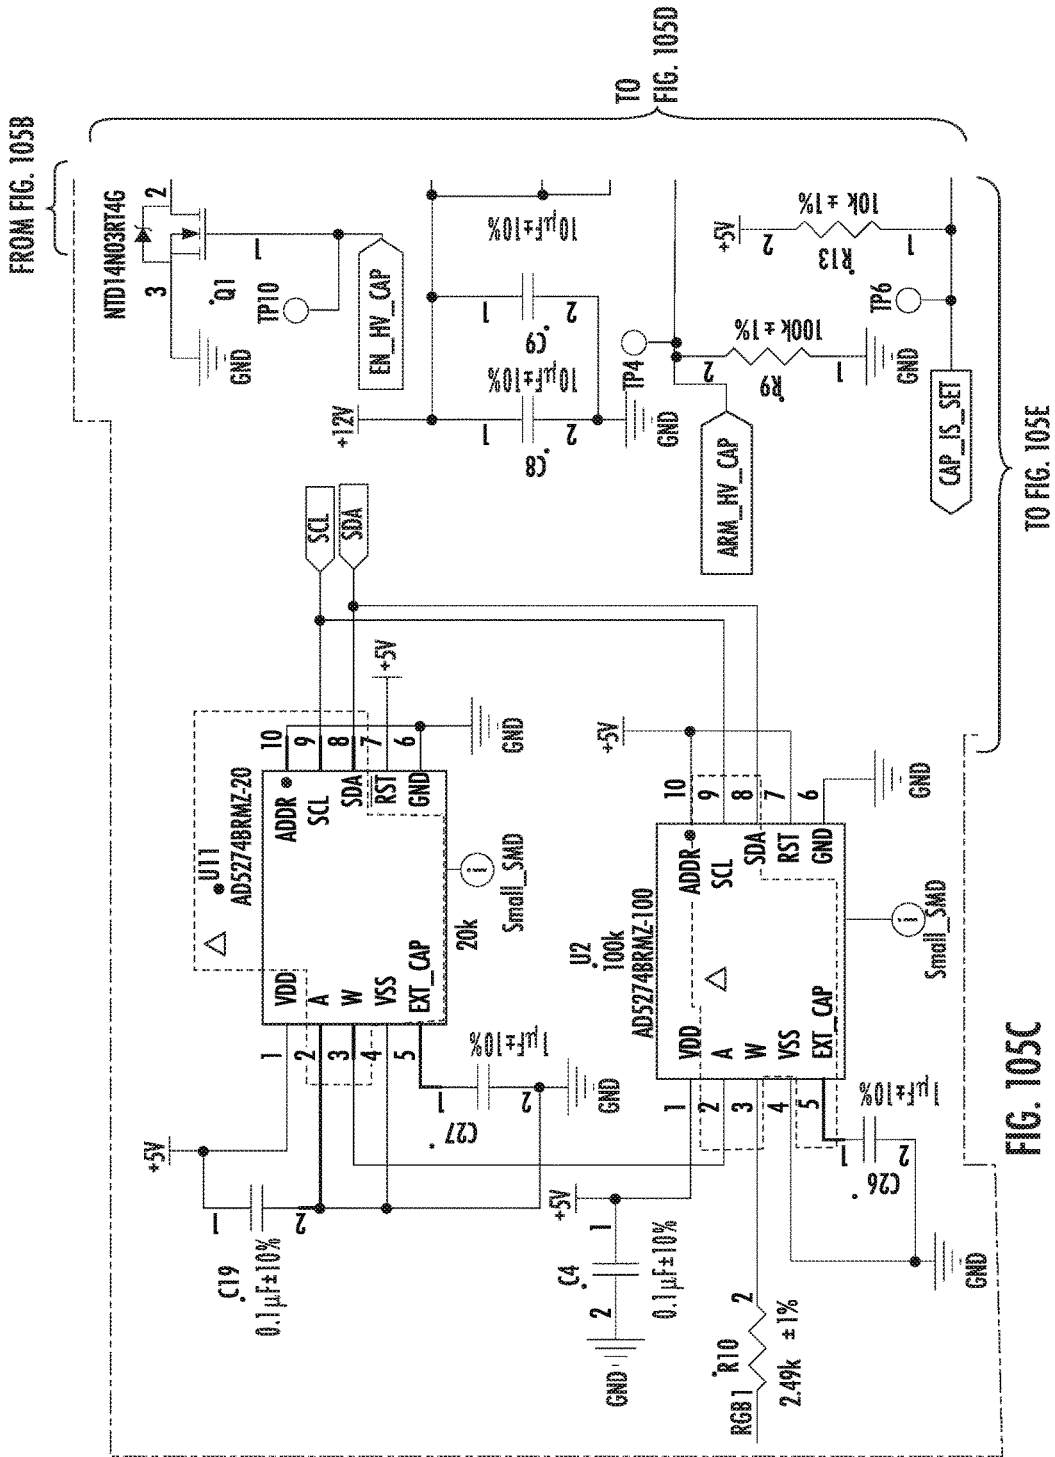 FROM FIG. 105B
TO
FIG. 105D
TO FIG. 105E
NTD14N03RT4G
2
3
1
Q1
GND
TP10
EN_HV_CAP
+12V
10µF±10%
1
2
C9
10µF±10%
1
2
C8
GND
TP4
ARM_HV_CAP
2
100k ± 1%
R9
1
GND
+5V
2
10k ± 1%
R13
1
TP6
CAP_IS_SET
SCL
SDA
+5V
U11
AD5274BRMZ-20
10
9
8
7
6
ADDR
SCL
SDA
RST
GND
GND
VDD
A
W
VSS
EXT_CAP
1
2
3
4
5
20k
Small_SMD
+5V
1
2
C19
0.1µF±10%
1
2
C27
1µF±10%
GND
U2
100k
AD5274BRMZ-100
+5V
10
9
8
7
6
ADDR
SCL
SDA
RST
GND
GND
VDD
A
W
VSS
EXT_CAP
1
2
3
4
5
Small_SMD
+5V
1
2
C4
0.1µF±10%
GND
1
2
C26
1µF±10%
GND
RGB1
R10
2
2.49k ±1%
FIG. 105C